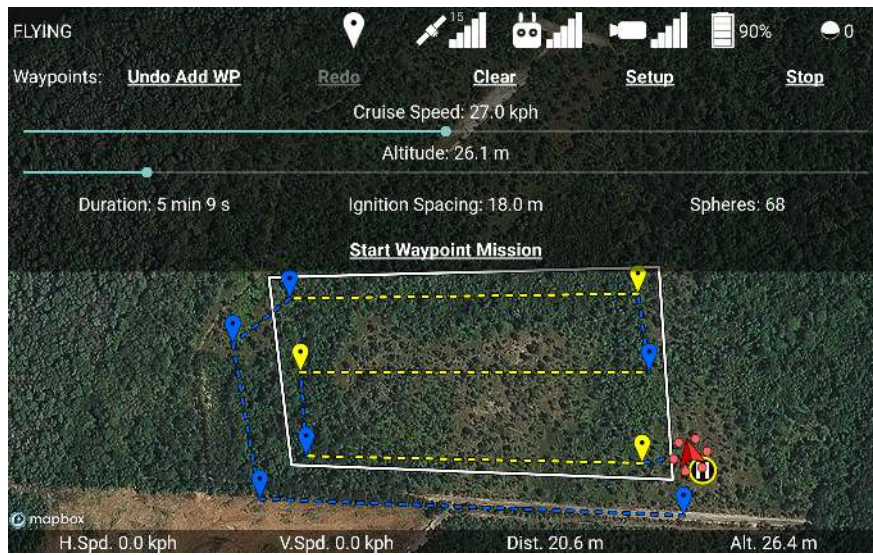 FLYING 15 90% 0
Waypoints: Undo Add WP Redo Clear Setup Stop
Cruise Speed: 27.0 kph
Altitude: 26.1 m
Duration: 5 min 9 s Ignition Spacing: 18.0 m Spheres: 68
Start Waypoint Mission
H
mapbox
H.Spd. 0.0 kph V.Spd. 0.0 kph Dist. 20.6 m Alt. 26.4 m